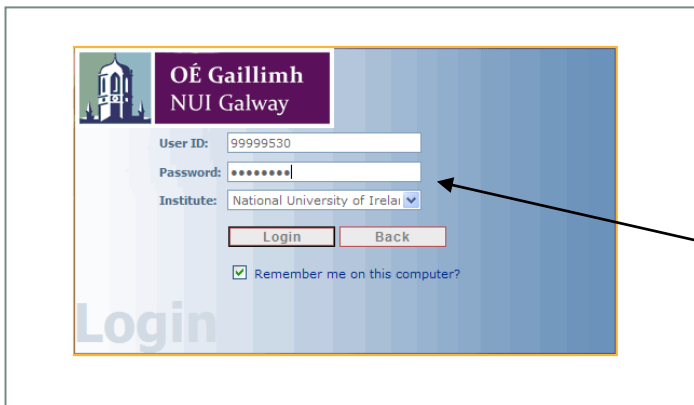 OÉ Gaillimh
NUI Galway
User ID: 99999530
Password: ••••••••
Institute: National University of Irelar
Login Back
Remember me on this computer?
Login